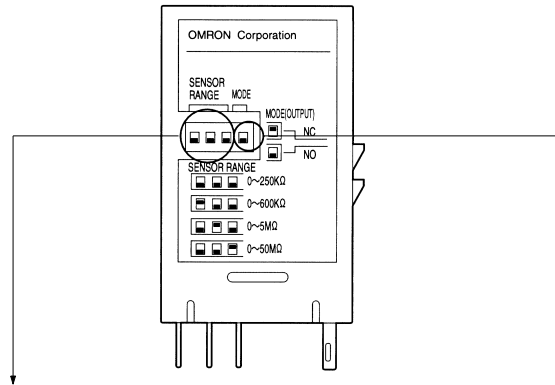 OMRON Corporation
SENSOR
RANGE MODE
MODE(OUTPUT)
NC
NO
SENSOR RANGE
0~250KΩ
0~600KΩ
0~5MΩ
0~50MΩ